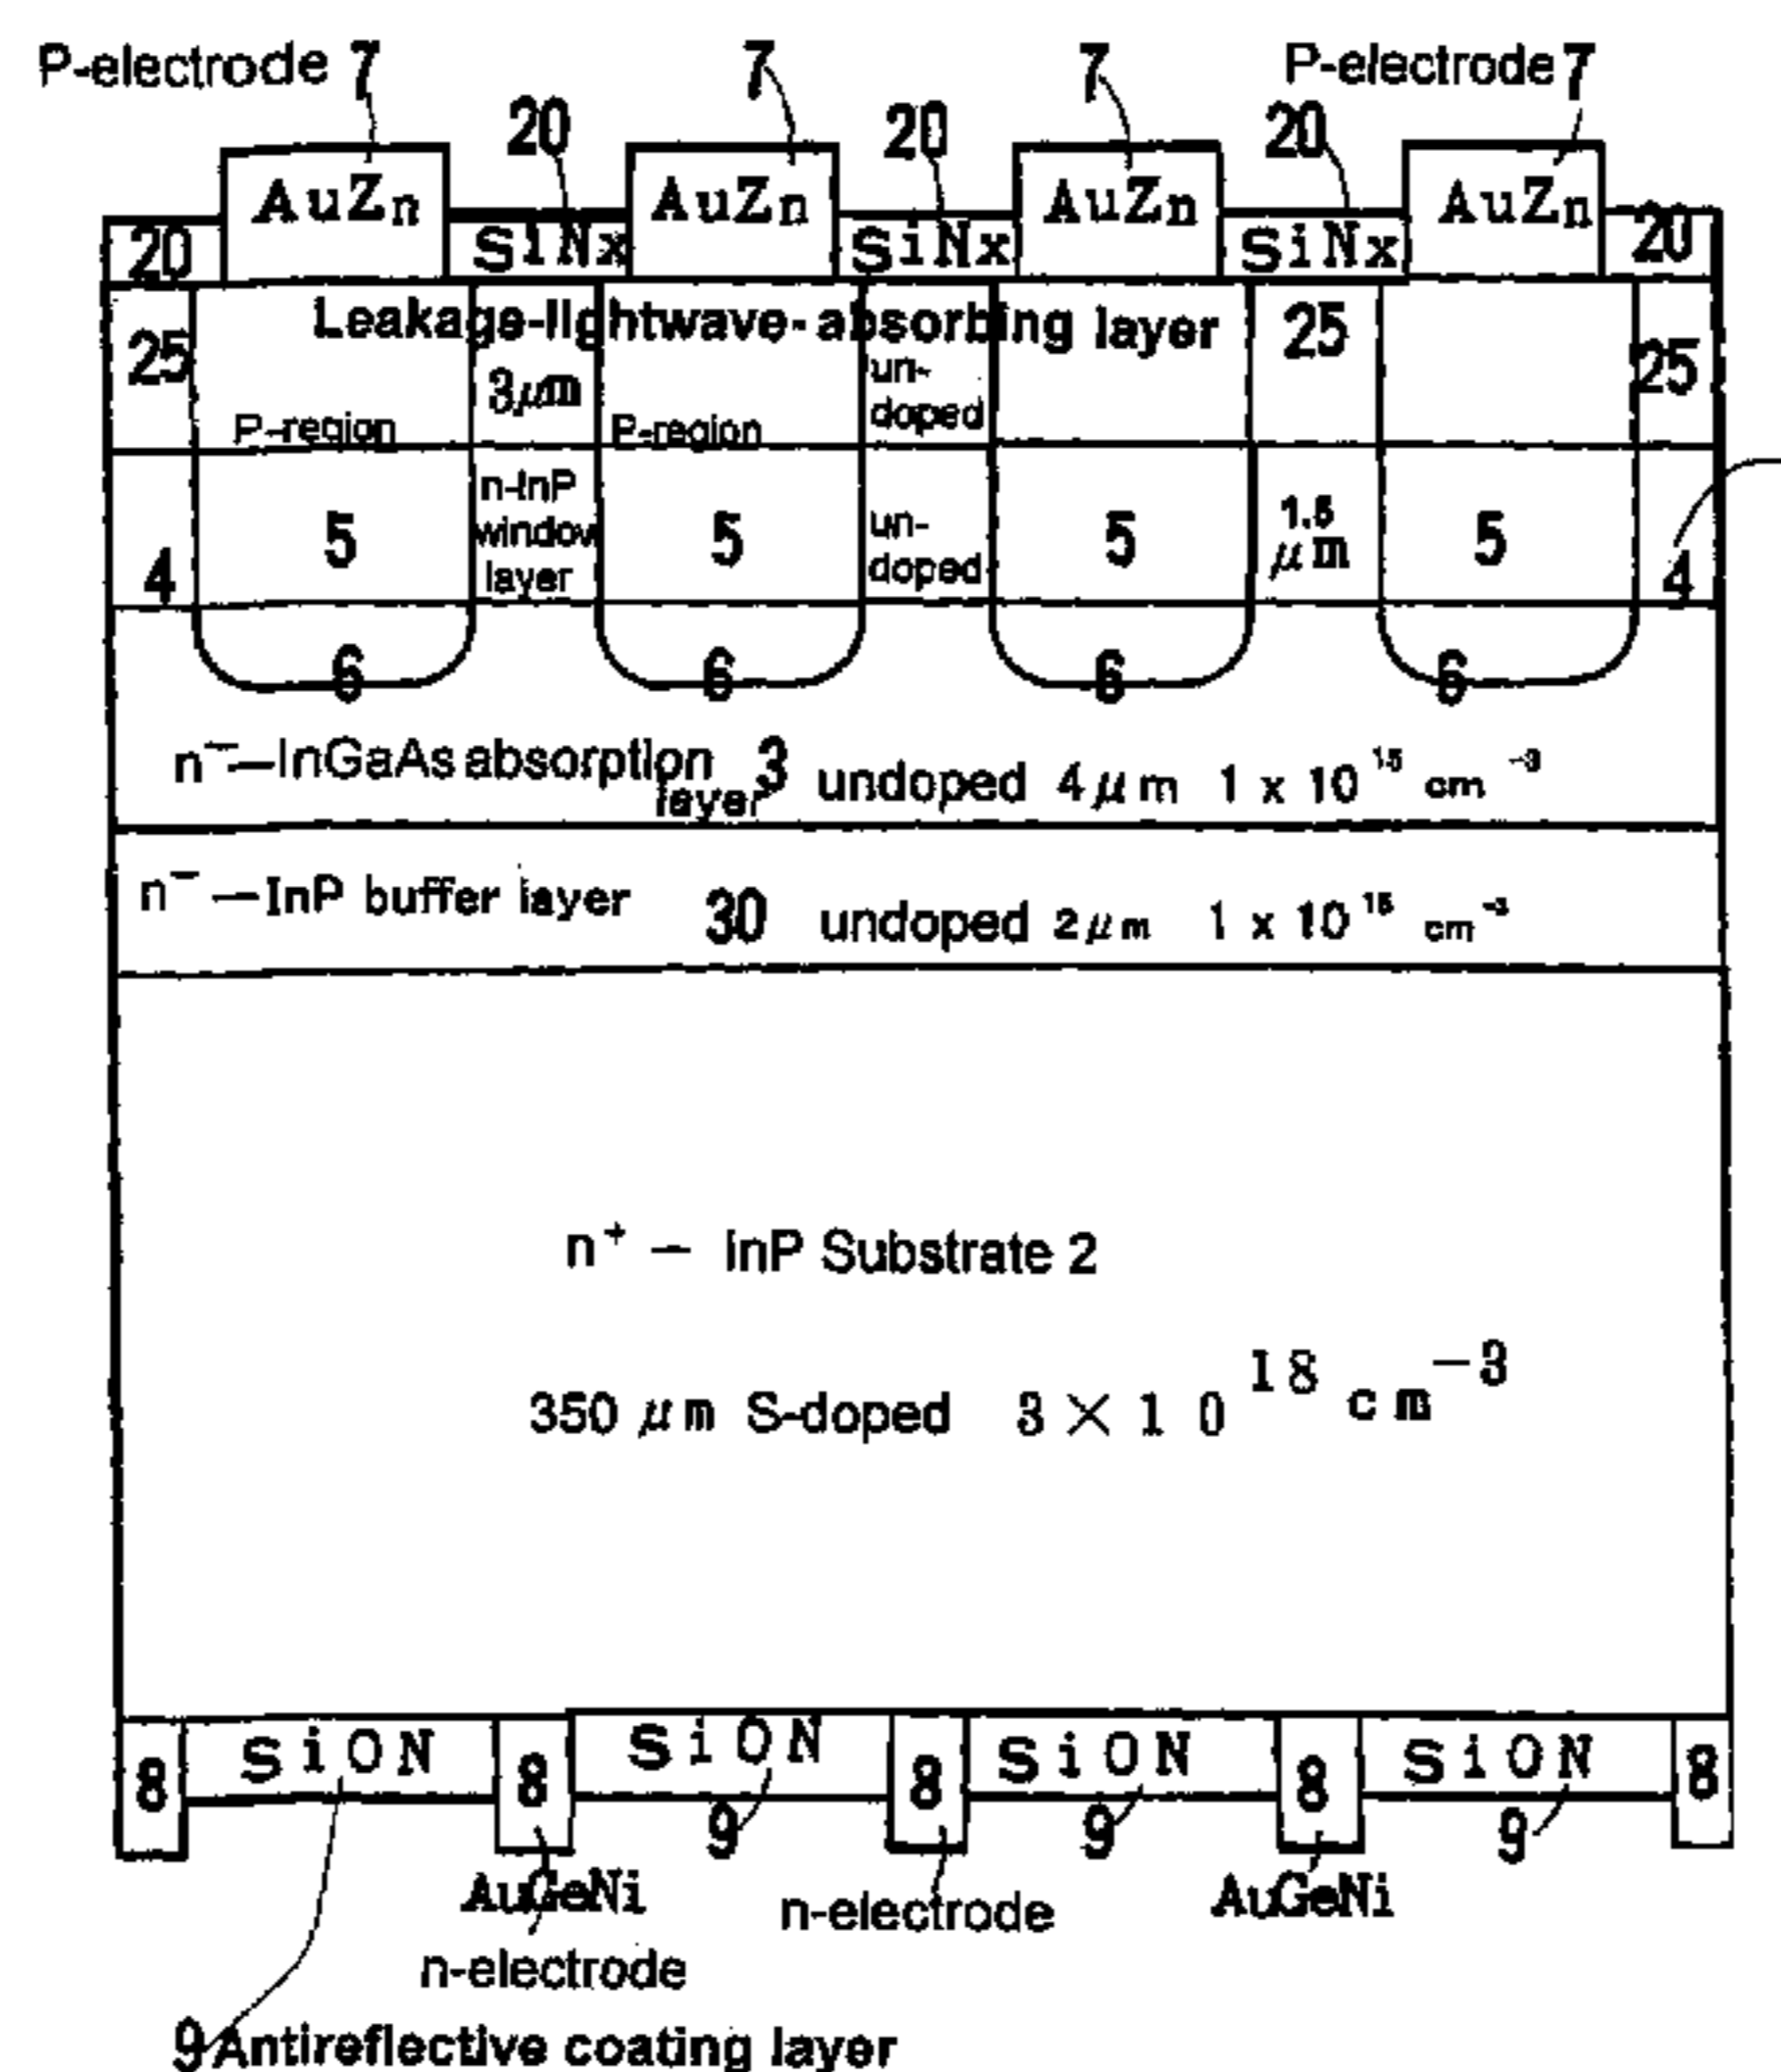 P-electrode 7 7 7 P-electrode 7
20 20 20
AuZn AuZn AuZn AuZn
20 SiNx SiNx SiNx 20
Leakage-lightwave-absorbing layer
25 3μm un-doped 25 25
P-region P-region
n-InP window layer un-doped 1.5 μm
4 5 5 5 5 4
6 6 6 6
n⁻—InGaAs absorption layer 3 undoped 4μm 1 x 10¹⁵ cm⁻³
n⁻—InP buffer layer 30 undoped 2μm 1 x 10¹⁵ cm⁻³
n⁺ — InP Substrate 2
350 μm S-doped 3×10¹⁸ cm⁻³
8 SiON 8 SiON 8 SiON 8 SiON 8
9 9 9
AuGeNi n-electrode AuGeNi
n-electrode
9 Antireflective coating layer